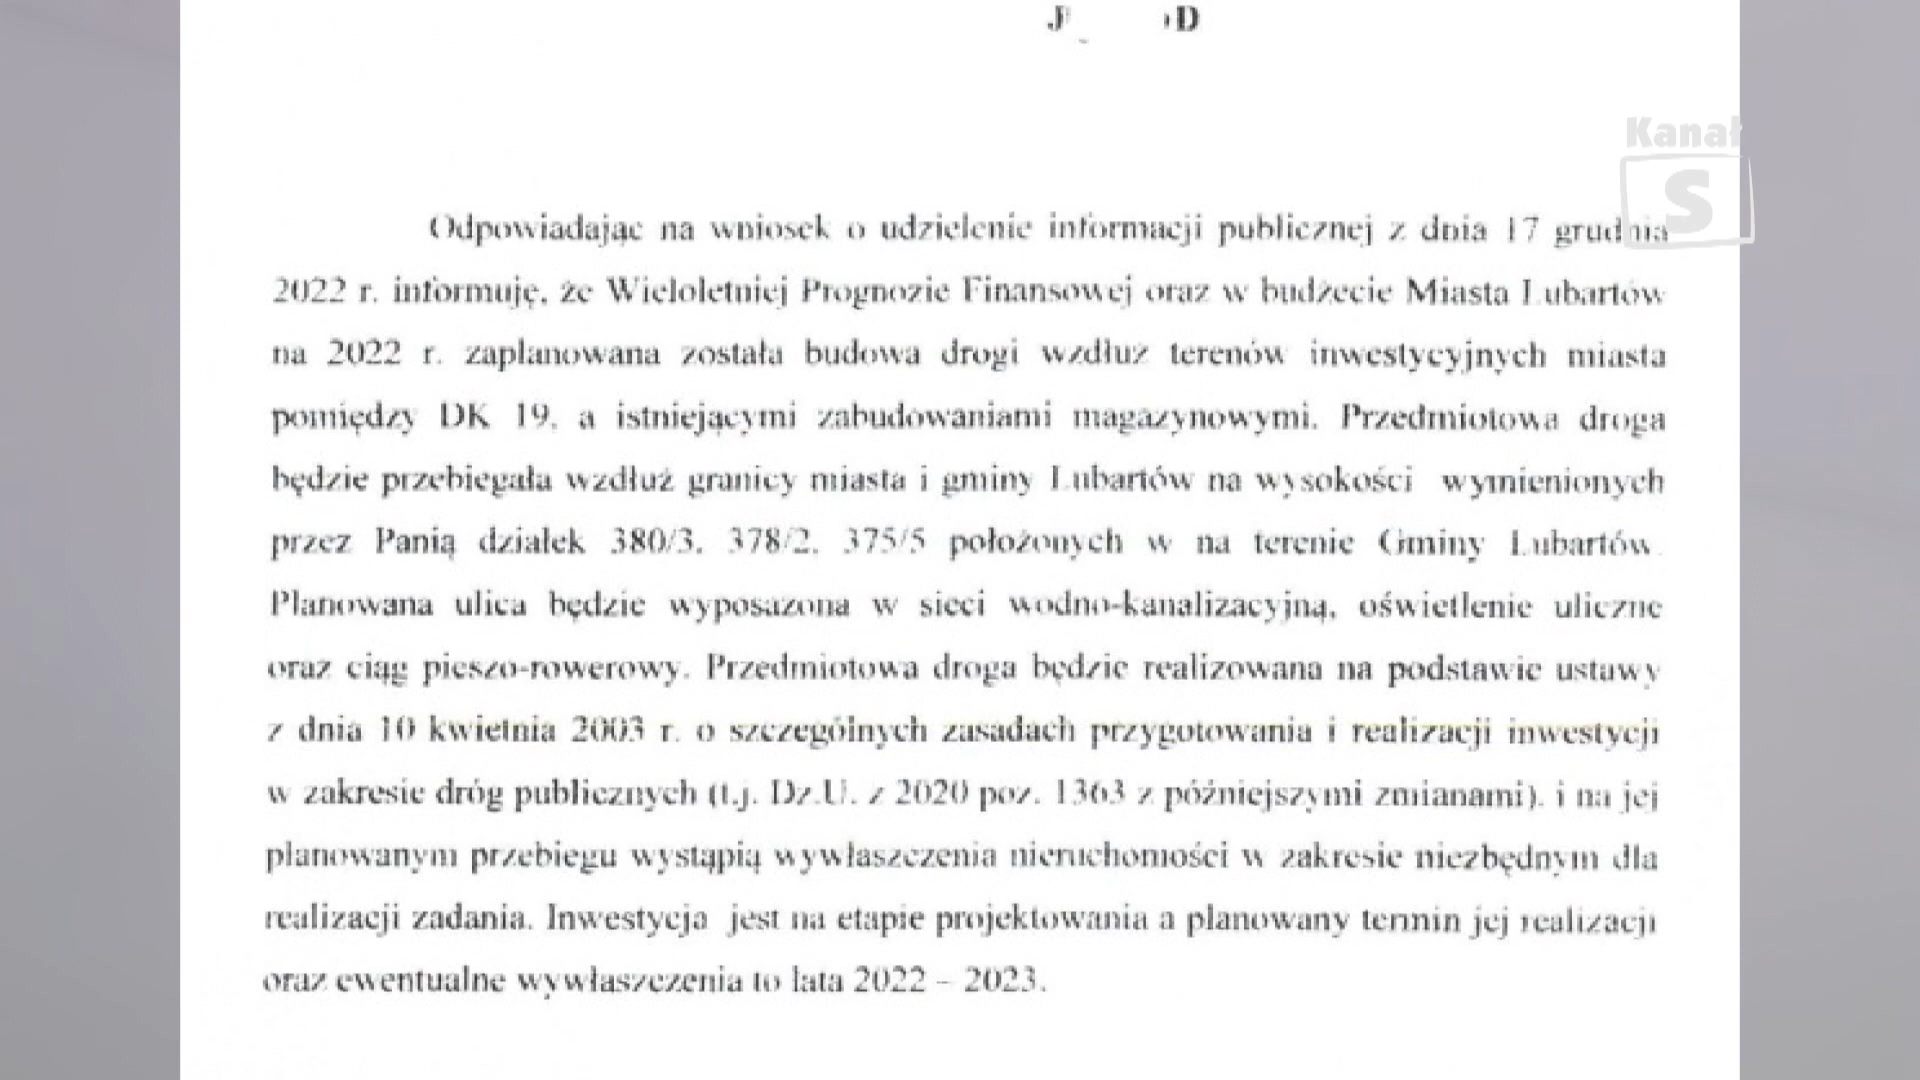 Kanał
S
Odpowiadając na wniosek o udzielenie informacji publicznej z dnia 17 grudnia
2022 r. informuję, że Wieloletniej Prognozie Finansowej oraz w budżecie Miasta Lubartów
na 2022 r. zaplanowana została budowa drogi wzdłuż terenów inwestycyjnych miasta
pomiędzy DK 19, a istniejącymi zabudowaniami magazynowymi. Przedmiotowa droga
będzie przebiegała wzdłuż granicy miasta i gminy Lubartów na wysokości wymienionych
przez Panią działek 380/3, 378/2, 375/5 położonych w na terenie Gminy Lubartów.
Planowana ulica będzie wyposażona w sieci wodno-kanalizacyjną, oświetlenie uliczne
oraz ciąg pieszo-rowerowy. Przedmiotowa droga będzie realizowana na podstawie ustawy
z dnia 10 kwietnia 2003 r. o szczególnych zasadach przygotowania i realizacji inwestycji
w zakresie dróg publicznych (t.j. Dz.U. z 2020 poz. 1363 z późniejszymi zmianami). i na jej
planowanym przebiegu wystąpią wywłaszczenia nieruchomości w zakresie niezbędnym dla
realizacji zadania. Inwestycja jest na etapie projektowania a planowany termin jej realizacji
oraz ewentualne wywłaszczenia to lata 2022 – 2023.